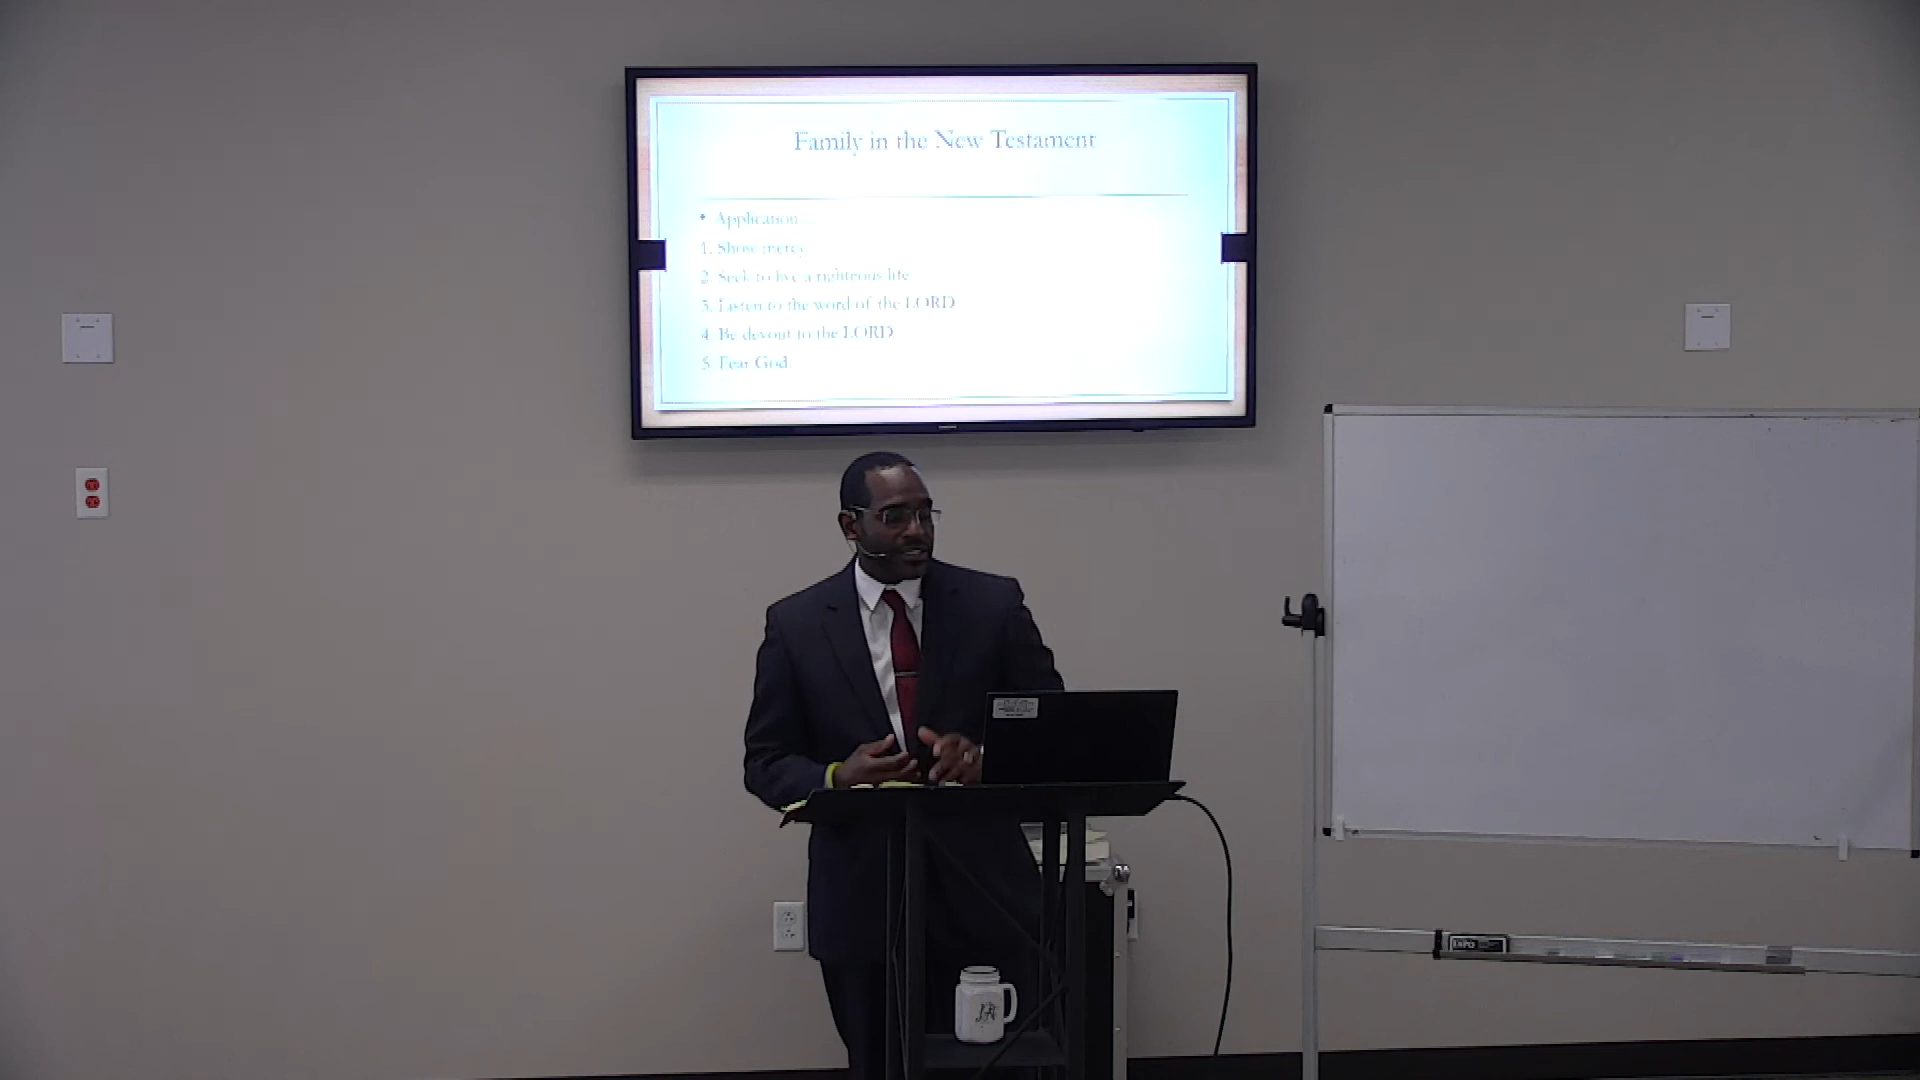 Family in the New Testament
• Application...
1. Show mercy
2. Seek to live a righteous life
3. Listen to the word of the LORD
4. Be devout to the LORD
5. Fear God.
EXPO